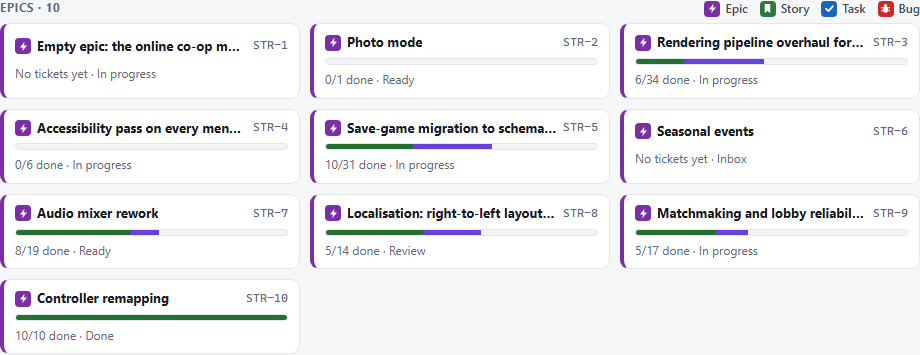 EPICS · 10
Epic Story Task Bug
Empty epic: the online co-op m... STR-1
No tickets yet · In progress
Photo mode STR-2
0/1 done · Ready
Rendering pipeline overhaul for... STR-3
6/34 done · In progress
Accessibility pass on every men... STR-4
0/6 done · In progress
Save-game migration to schema... STR-5
10/31 done · In progress
Seasonal events STR-6
No tickets yet · Inbox
Audio mixer rework STR-7
8/19 done · Ready
Localisation: right-to-left layout... STR-8
5/14 done · Review
Matchmaking and lobby reliabil... STR-9
5/17 done · In progress
Controller remapping STR-10
10/10 done · Done